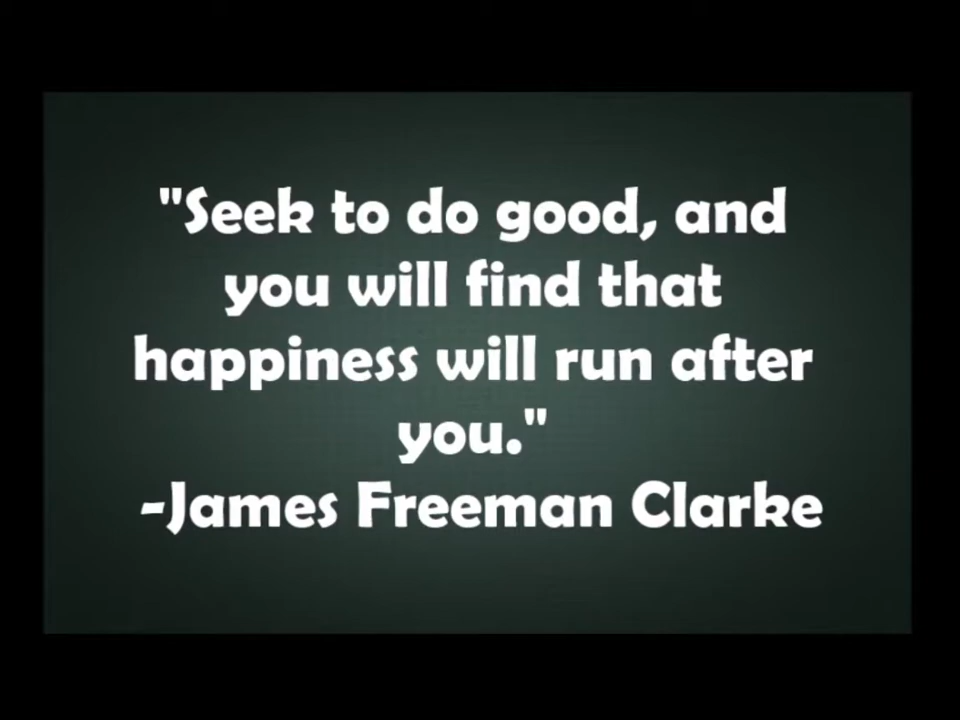 "Seek to do good, and
you will find that
happiness will run after
you."
-James Freeman Clarke